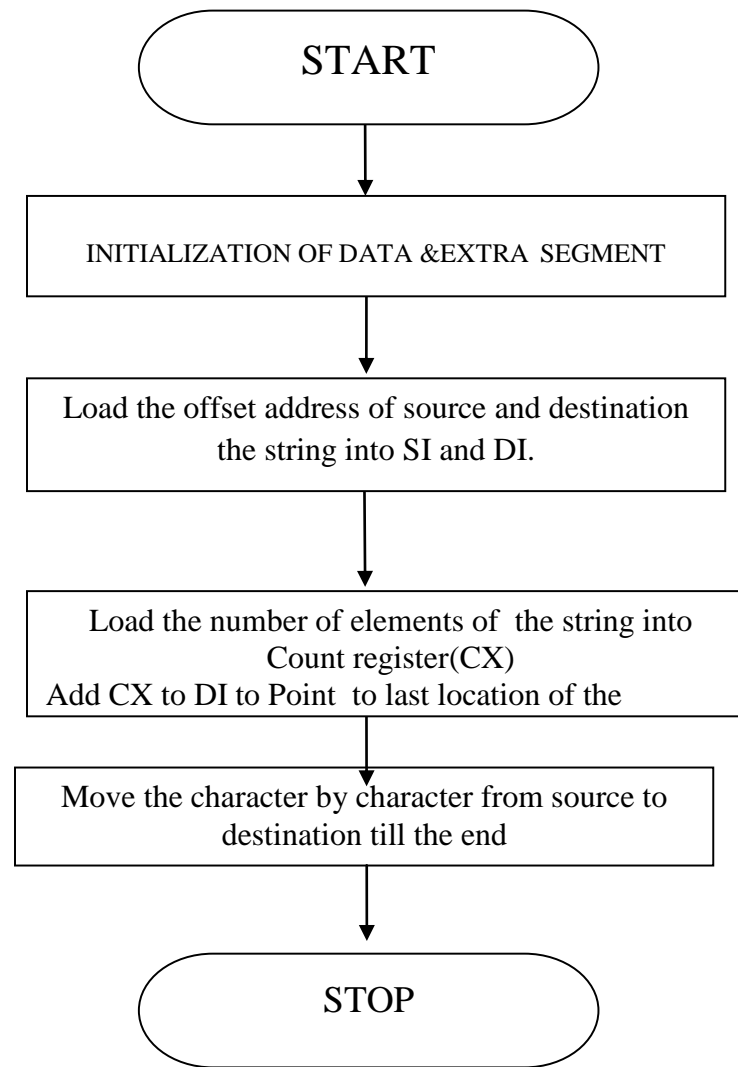 START
INITIALIZATION OF DATA &EXTRA SEGMENT
Load the offset address of source and destination
the string into SI and DI.
Load the number of elements of the string into
Count register(CX)
Add CX to DI to Point to last location of the
Move the character by character from source to
destination till the end
STOP